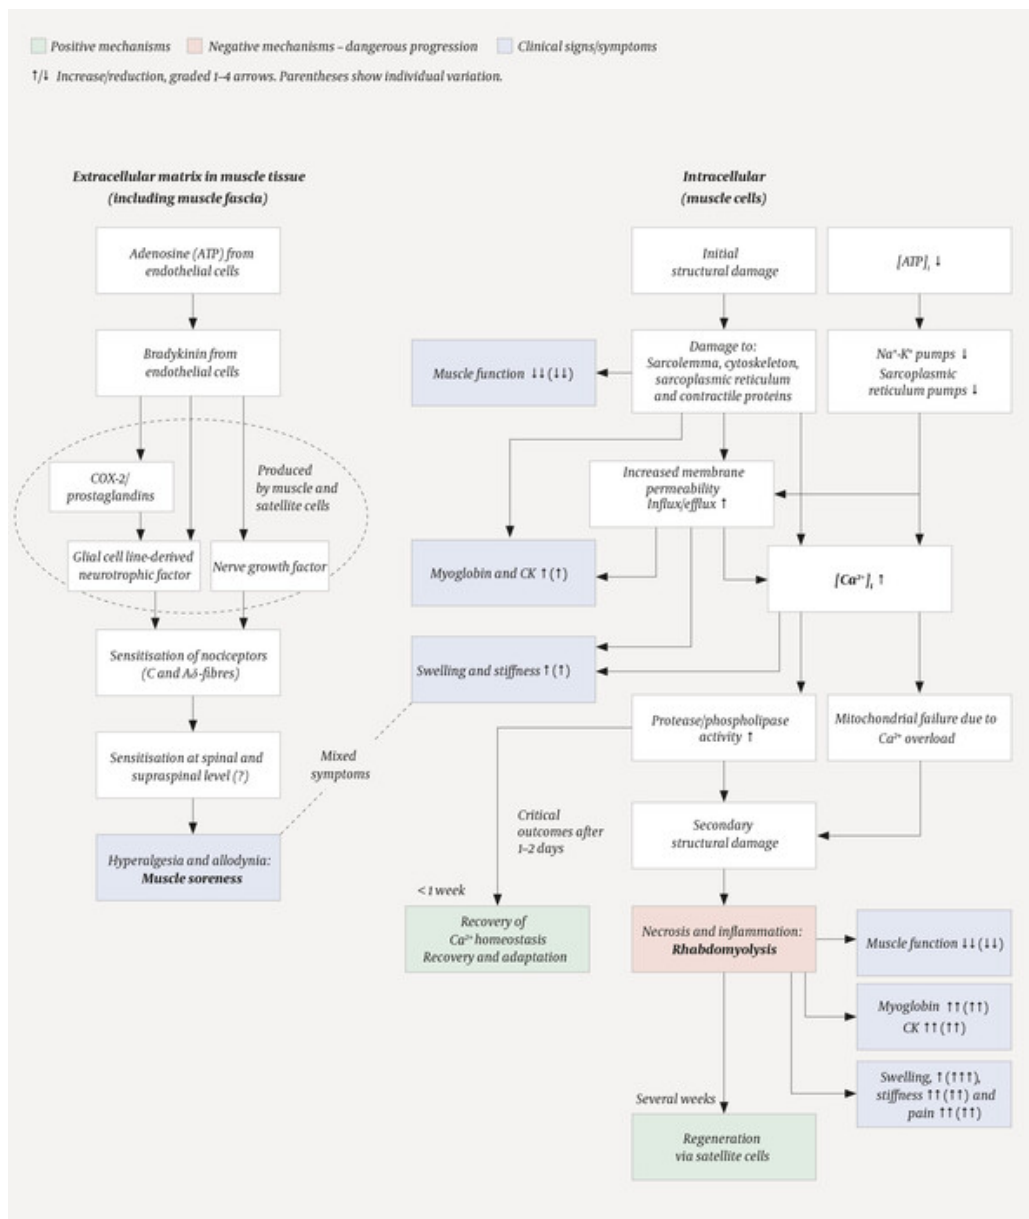 Positive mechanisms
Negative mechanisms – dangerous progression
Clinical signs/symptoms
↑/↓ Increase/reduction, graded 1–4 arrows. Parentheses show individual variation.
Extracellular matrix in muscle tissue
(including muscle fascia)
Adenosine (ATP) from
endothelial cells
Bradykinin from
endothelial cells
COX-2/
prostaglandins
Produced
by muscle and
satellite cells
Glial cell line-derived
neurotrophic factor
Nerve growth factor
Sensitisation of nociceptors
(C and Aδ-fibres)
Sensitisation at spinal and
supraspinal level (?)
Hyperalgesia and allodynia:
Muscle soreness
Mixed
symptoms
Intracellular
(muscle cells)
Initial
structural damage
[ATP]i ↓
Muscle function ↓↓(↓↓)
Damage to:
Sarcolemma, cytoskeleton,
sarcoplasmic reticulum
and contractile proteins
Na⁺-K⁺ pumps ↓
Sarcoplasmic
reticulum pumps ↓
Increased membrane
permeability
Influx/efflux ↑
Myoglobin and CK ↑(↑)
[Ca²⁺]i ↑
Swelling and stiffness ↑(↑)
Protease/phospholipase
activity ↑
Mitochondrial failure due to
Ca²⁺ overload
Critical
outcomes after
1–2 days
Secondary
structural damage
< 1 week
Recovery of
Ca²⁺ homeostasis
Recovery and adaptation
Necrosis and inflammation:
Rhabdomyolysis
Muscle function ↓↓(↓↓)
Myoglobin ↑↑(↑↑)
CK ↑↑(↑↑)
Swelling, ↑(↑↑↑),
stiffness ↑↑(↑↑) and
pain ↑↑(↑↑)
Several weeks
Regeneration
via satellite cells